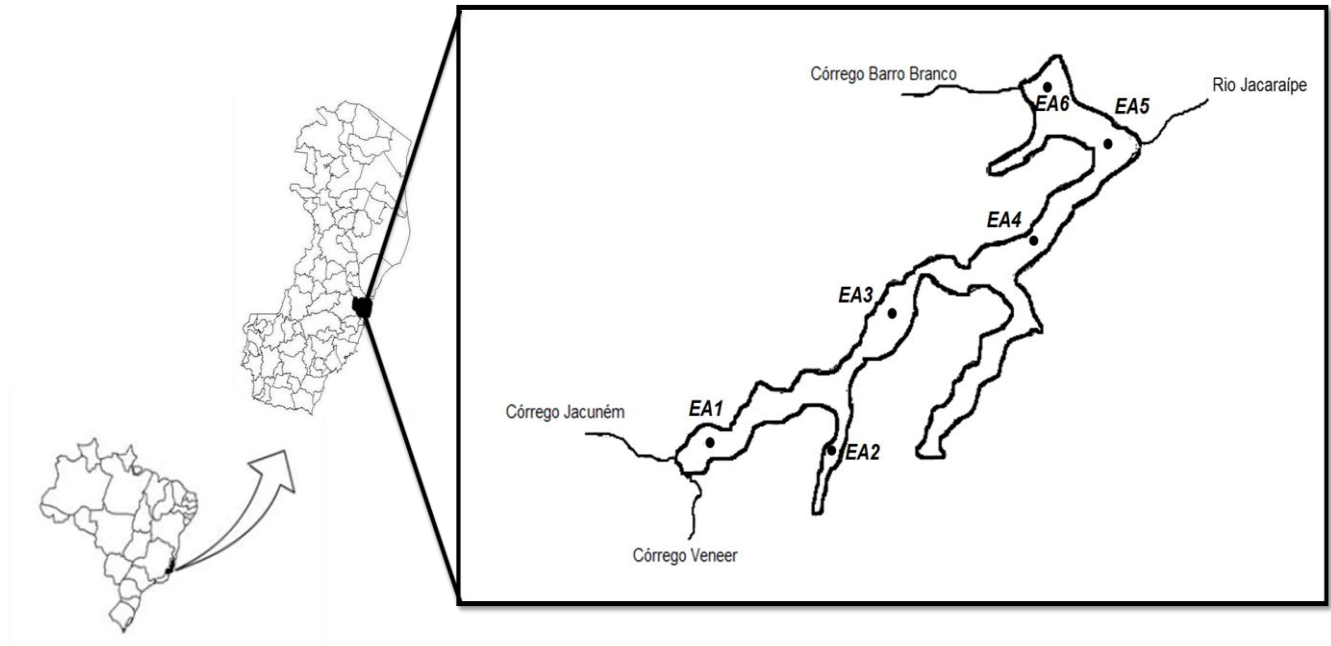 Córrego Barro Branco
Rio Jacaraípe
EA6
EA5
EA4
EA3
EA1
Córrego Jacuném
EA2
Córrego Veneer